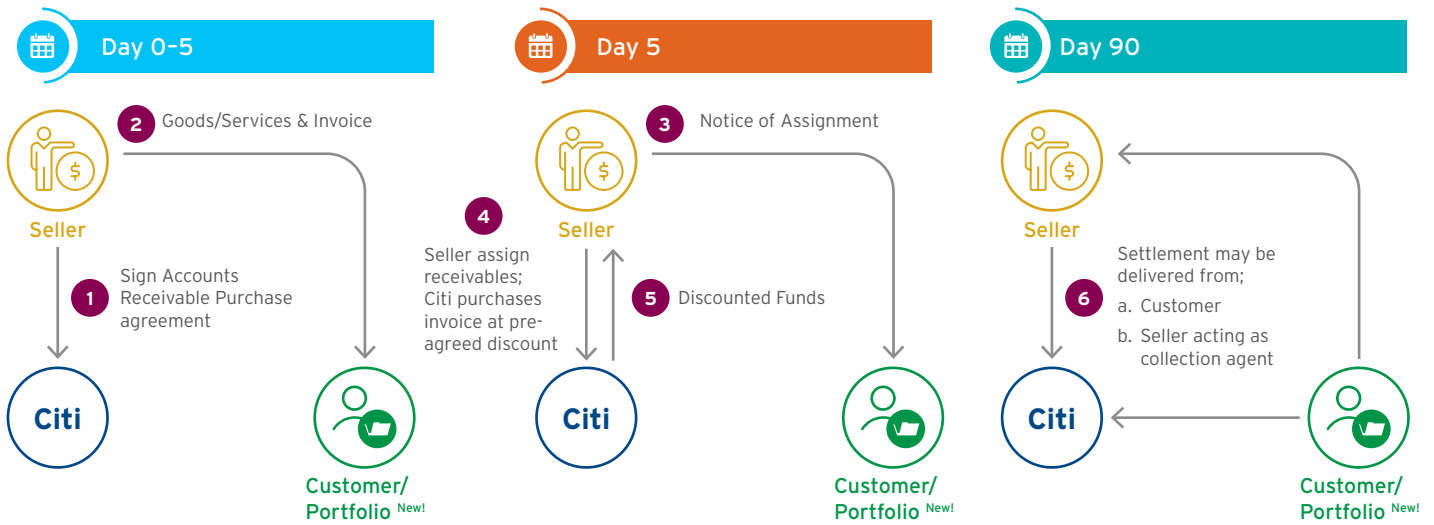 Day 0-5
2
Goods/Services & Invoice
$
Seller
1
Sign Accounts
Receivable Purchase
agreement
Citi
Customer/
Portfolio New!
Day 5
3
Notice of Assignment
$
Seller
4
Seller assign
receivables;
Citi purchases
invoice at pre-
agreed discount
5
Discounted Funds
Citi
Customer/
Portfolio New!
Day 90
$
Seller
6
Settlement may be
delivered from;
a. Customer
b. Seller acting as
collection agent
Citi
Customer/
Portfolio New!